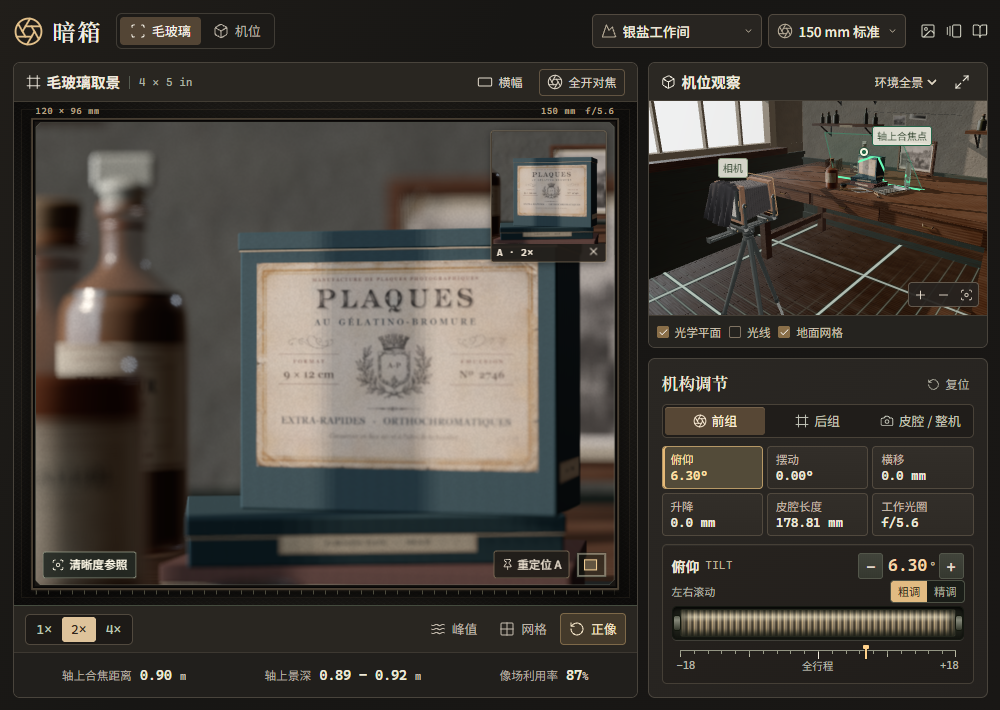 暗箱
毛玻璃
机位
银盐工作间
150 mm 标准
毛玻璃取景
4 × 5 in
横幅
全开对焦
120 × 96 mm
150 mm f/5.6
PLAQUES
A · 2×
MANUFACTURE DE PLAQUES PHOTOGRAPHIQUES
PLAQUES
AU GÉLATINO-BROMURE
FORMAT
9 × 12 cm
EMULSION
Nº 2746
EXTRA-RAPIDES · ORTHOCHROMATIQUES
清晰度参照
重定位 A
1×
2×
4×
峰值
网格
正像
轴上合焦距离 0.90 m
轴上景深 0.89 – 0.92 m
像场利用率 87%
机位观察
环境全景
轴上合焦点
相机
光学平面
光线
地面网格
机构调节
复位
前组
后组
皮腔 / 整机
俯仰
6.30°
摆动
0.00°
横移
0.0 mm
升降
0.0 mm
皮腔长度
178.81 mm
工作光圈
f/5.6
俯仰 TILT
− 6.30° +
左右滚动
粗调
精调
−18
全行程
+18